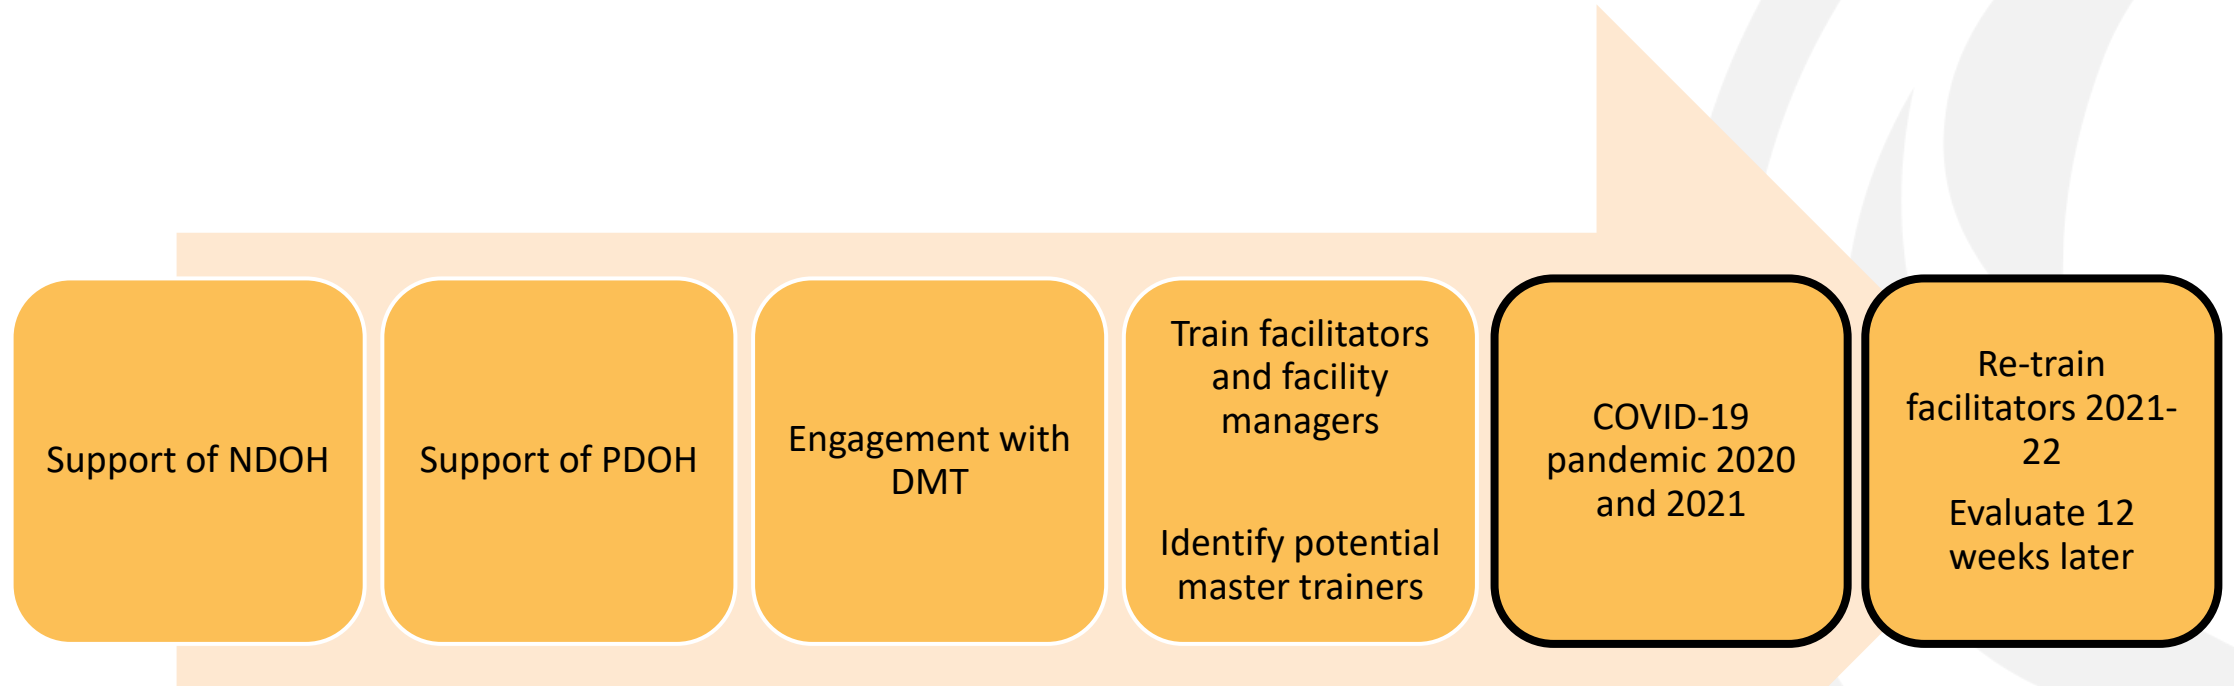 Support of NDOH
Support of PDOH
Engagement with
DMT
Train facilitators
and facility
managers
Identify potential
master trainers
COVID-19
pandemic 2020
and 2021
Re-train
facilitators 2021-
22
Evaluate 12
weeks later